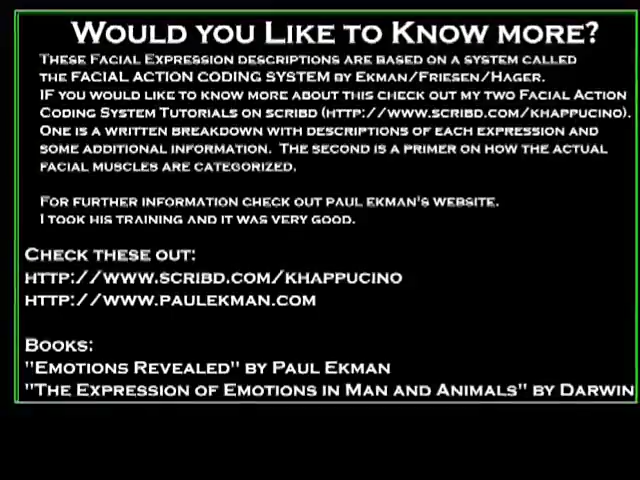 Would you Like to Know more?
These Facial Expression descriptions are based on a system called
the FACIAL ACTION CODING SYSTEM by Ekman/Friesen/Hager.
IF you would like to know more about this check out my two Facial Action
Coding System Tutorials on scribd (http://www.scribd.com/khappucino).
One is a written breakdown with descriptions of each expression and
some additional information. The second is a primer on how the actual
facial muscles are categorized.
For further information check out paul ekman's website.
I took his training and it was very good.
Check these out:
http://www.scribd.com/khappucino
http://www.paulekman.com
Books:
"Emotions Revealed" by Paul Ekman
"The Expression of Emotions in Man and Animals" by Darwin